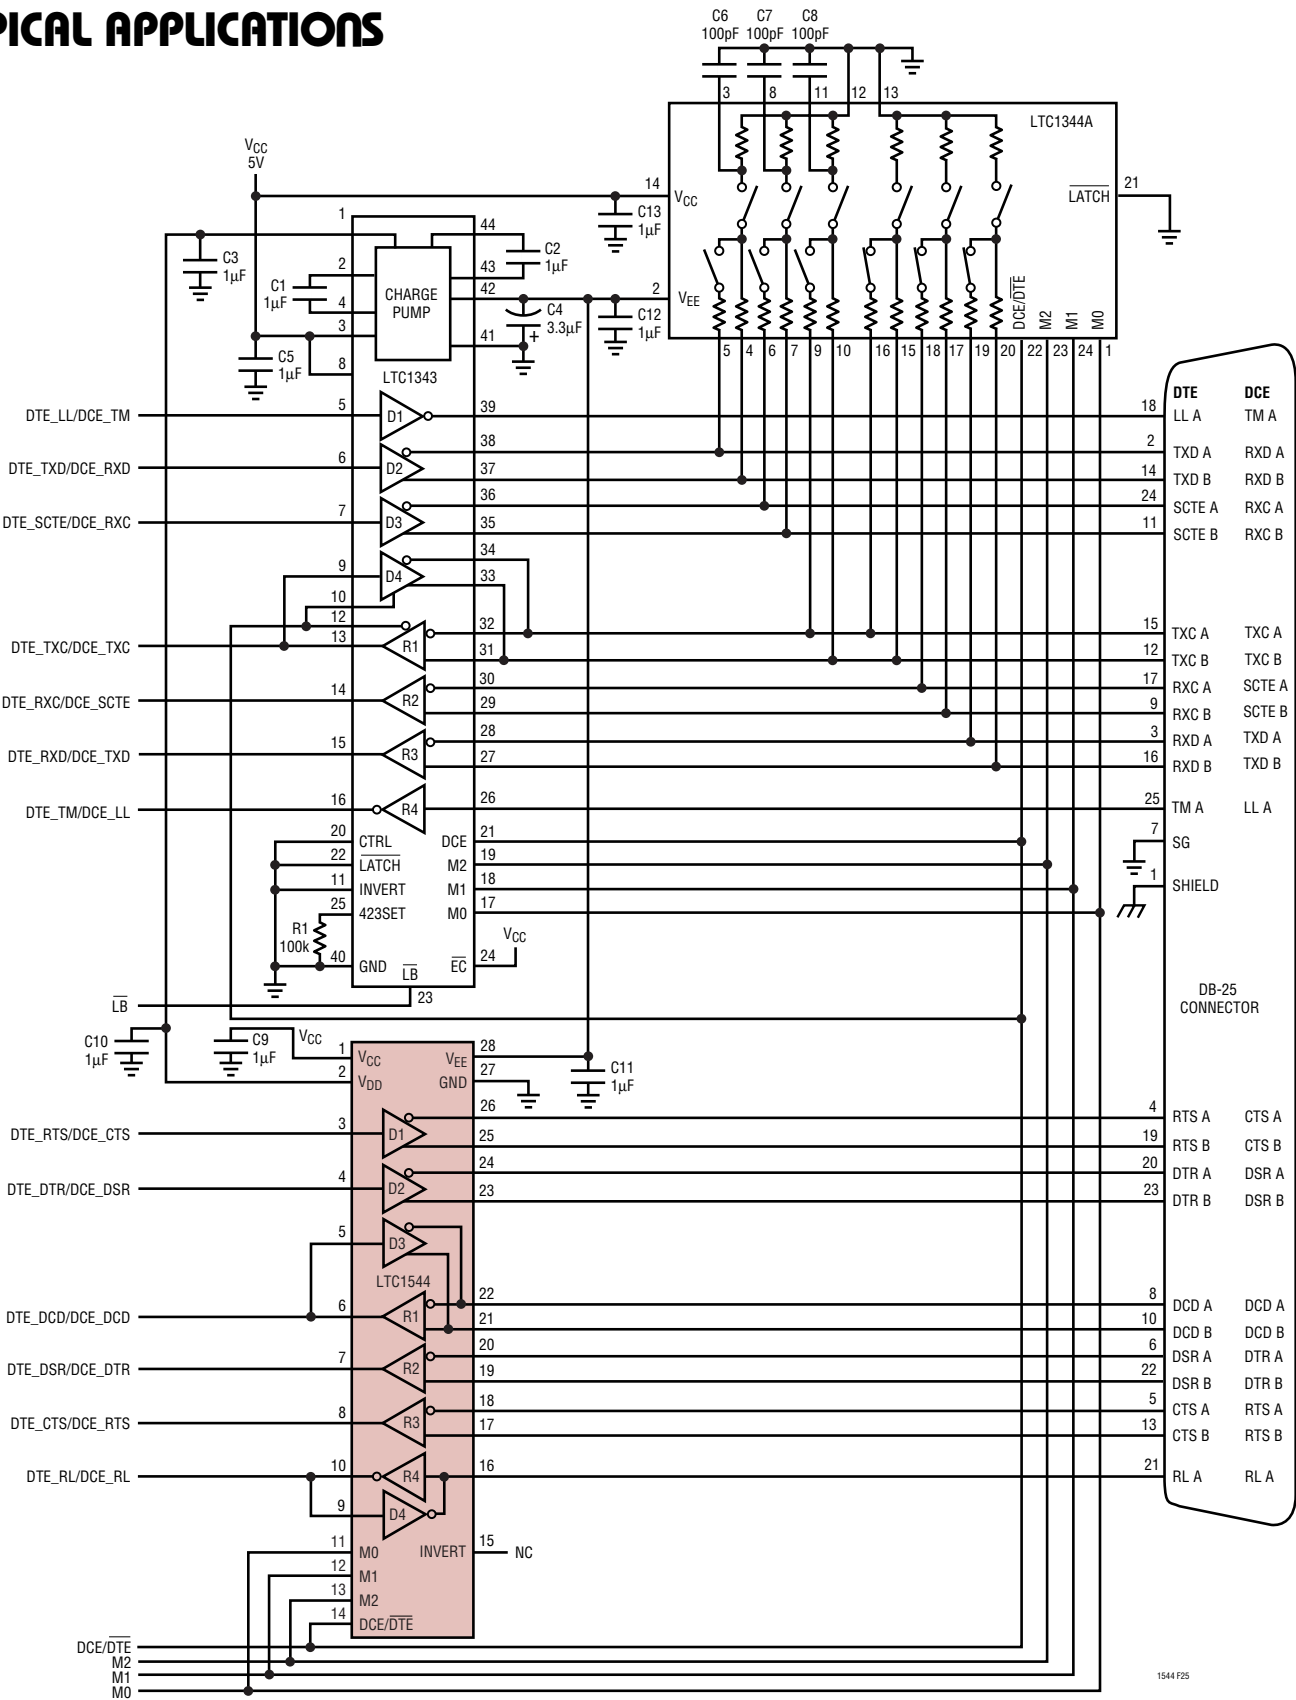 PICAL APPLICATIONS
C6 C7 C8
100pF 100pF 100pF
3 8 11 12 13
LTC1344A
VCC
5V
14
VCC
LATCH
21
C13
1µF
1
44
C3
1µF
C2
1µF
2
43
C1
1µF
CHARGE
PUMP
42
2
VEE
4
C4
3.3µF
+
C12
1µF
DCE/DTE
M2
M1
M0
3
41
C5
1µF
8
5 4 6 7 9 10 16 15 18 17 19 20 22 23 24 1
LTC1343
DTE DCE
DTE_LL/DCE_TM 5 D1 39 18 LL A TM A
38 2 TXD A RXD A
DTE_TXD/DCE_RXD 6 D2 37 14 TXD B RXD B
36 24 SCTE A RXC A
DTE_SCTE/DCE_RXC 7 D3 35 11 SCTE B RXC B
34
9 D4 33
10
12 32 15 TXC A TXC A
DTE_TXC/DCE_TXC 13 R1 31 12 TXC B TXC B
30 17 RXC A SCTE A
DTE_RXC/DCE_SCTE 14 R2 29 9 RXC B SCTE B
28 3 RXD A TXD A
DTE_RXD/DCE_TXD 15 R3 27 16 RXD B TXD B
DTE_TM/DCE_LL 16 R4 26 25 TM A LL A
20 CTRL DCE 21 7 SG
22 LATCH M2 19
11 INVERT M1 18 1 SHIELD
25 423SET M0 17
R1
100k
VCC
40 GND LB EC 24
23
LB
DB-25
CONNECTOR
C10
1µF
C9
1µF
VCC
1 VCC VEE 28
2 VDD GND 27
C11
1µF
26 4 RTS A CTS A
DTE_RTS/DCE_CTS 3 D1 25 19 RTS B CTS B
24 20 DTR A DSR A
DTE_DTR/DCE_DSR 4 D2 23 23 DTR B DSR B
5 D3
LTC1544
22 8 DCD A DCD A
DTE_DCD/DCE_DCD 6 R1 21 10 DCD B DCD B
20 6 DSR A DTR A
DTE_DSR/DCE_DTR 7 R2 19 22 DSR B DTR B
18 5 CTS A RTS A
DTE_CTS/DCE_RTS 8 R3 17 13 CTS B RTS B
DTE_RL/DCE_RL 10 R4 16 21 RL A RL A
9 D4
11 M0 INVERT 15 NC
12 M1
13 M2
14 DCE/DTE
DCE/DTE
M2
M1
M0
1544 F25